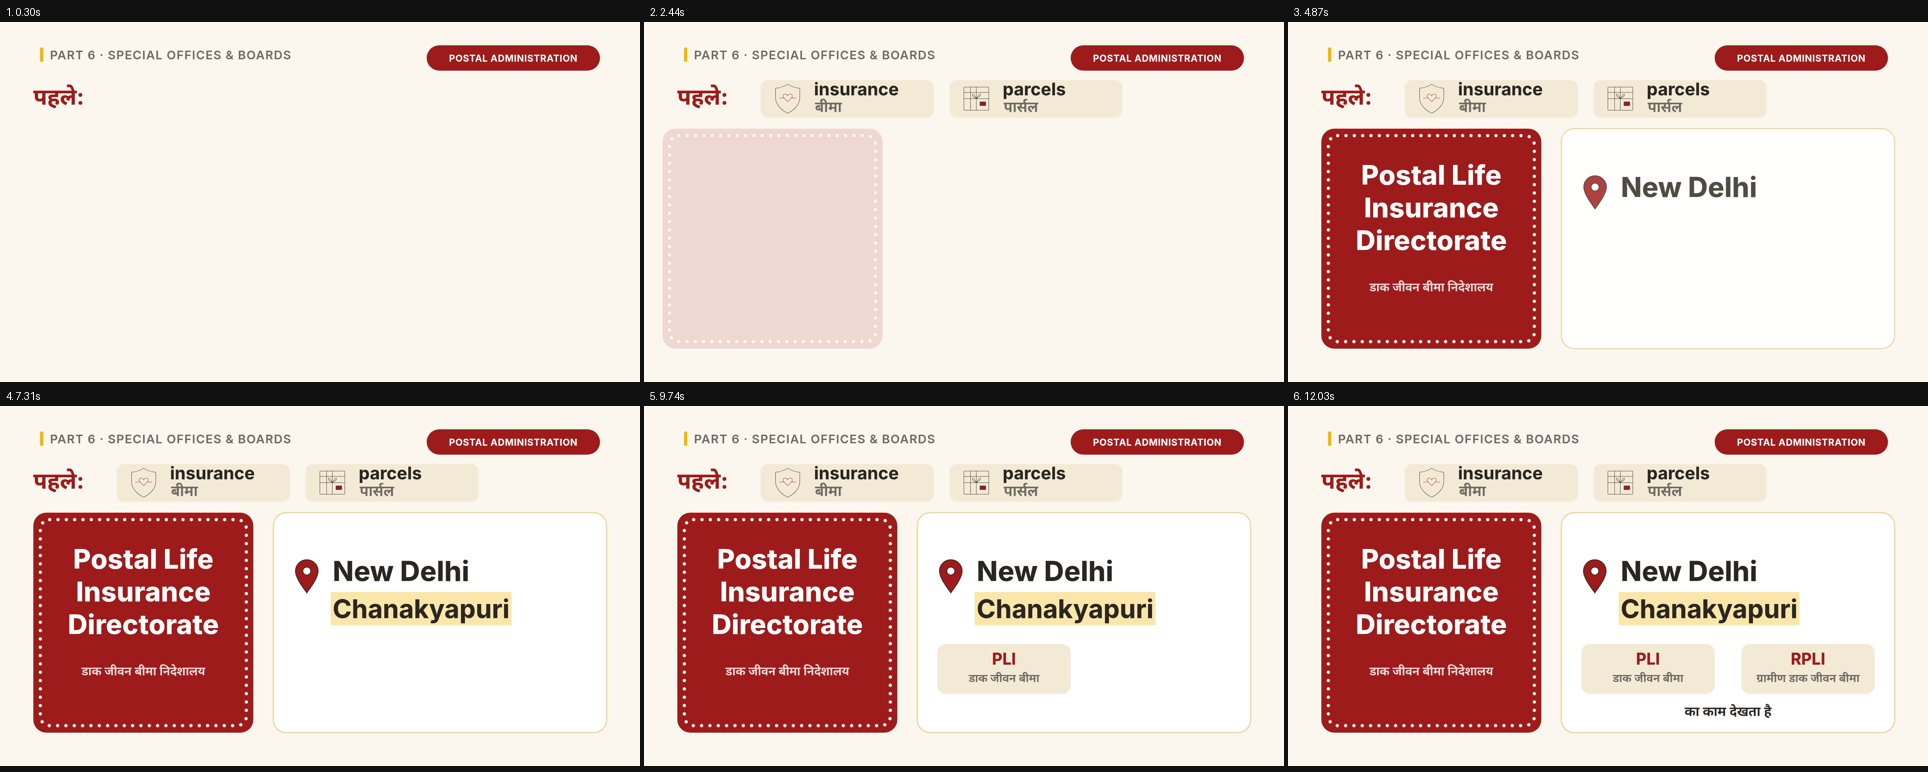 1. 0.30s
PART 6 · SPECIAL OFFICES & BOARDS
POSTAL ADMINISTRATION
पहले:
2. 2.44s
PART 6 · SPECIAL OFFICES & BOARDS
POSTAL ADMINISTRATION
पहले:
insurance
बीमा
parcels
पार्सल
3. 4.87s
PART 6 · SPECIAL OFFICES & BOARDS
POSTAL ADMINISTRATION
पहले:
insurance
बीमा
parcels
पार्सल
Postal Life
Insurance
Directorate
डाक जीवन बीमा निदेशालय
New Delhi
4. 7.31s
PART 6 · SPECIAL OFFICES & BOARDS
POSTAL ADMINISTRATION
पहले:
insurance
बीमा
parcels
पार्सल
Postal Life
Insurance
Directorate
डाक जीवन बीमा निदेशालय
New Delhi
Chanakyapuri
5. 9.74s
PART 6 · SPECIAL OFFICES & BOARDS
POSTAL ADMINISTRATION
पहले:
insurance
बीमा
parcels
पार्सल
Postal Life
Insurance
Directorate
डाक जीवन बीमा निदेशालय
New Delhi
Chanakyapuri
PLI
डाक जीवन बीमा
6. 12.03s
PART 6 · SPECIAL OFFICES & BOARDS
POSTAL ADMINISTRATION
पहले:
insurance
बीमा
parcels
पार्सल
Postal Life
Insurance
Directorate
डाक जीवन बीमा निदेशालय
New Delhi
Chanakyapuri
PLI
डाक जीवन बीमा
RPLI
ग्रामीण डाक जीवन बीमा
का काम देखता है